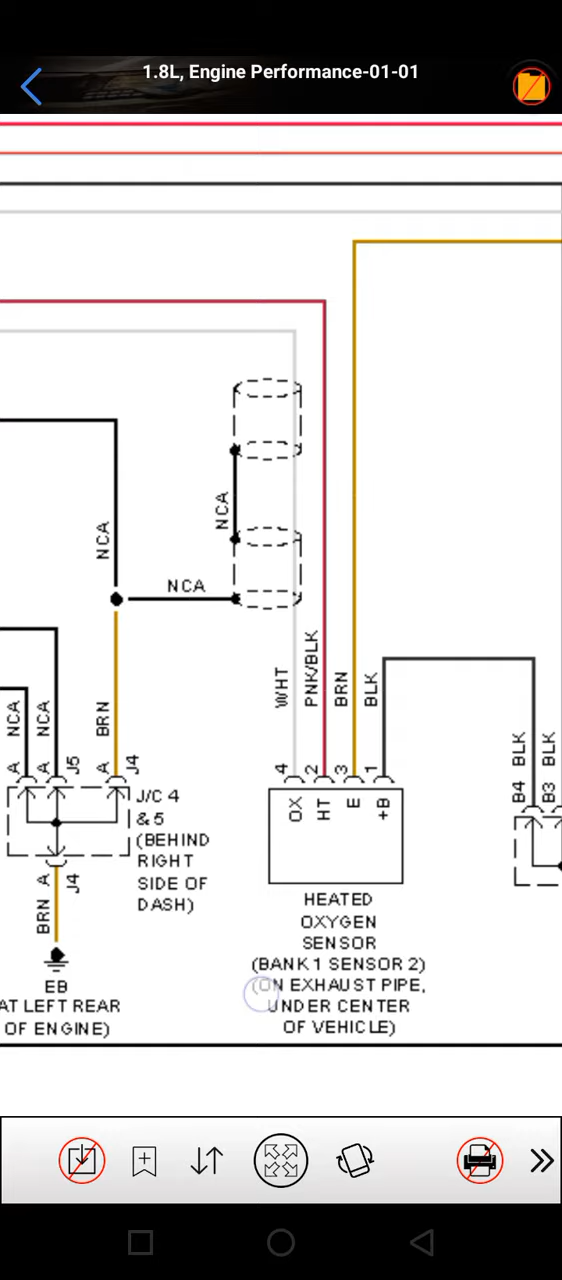 1.8L, Engine Performance-01-01
NCA
NCA
NCA
WHT
PNK/BLK
BRN
BLK
NCA
NCA
BRN
A
A
J5
A
J4
4
2
3
1
B4
BLK
B3
BLK
OX
HT
E
+B
J/C 4
& 5
(BEHIND
RIGHT
SIDE OF
DASH)
BRN
A
J4
HEATED
OXYGEN
SENSOR
(BANK 1 SENSOR 2)
(ON EXHAUST PIPE,
UNDER CENTER
OF VEHICLE)
EB
AT LEFT REAR
OF ENGINE)